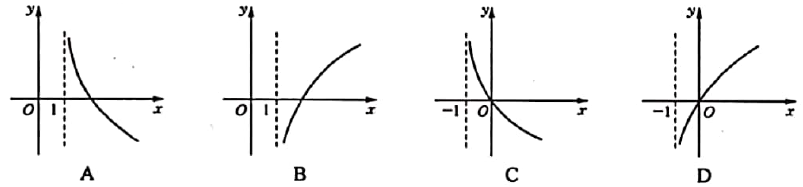 y y y y
O 1 x O 1 x -1 O x -1 O x
A B C D